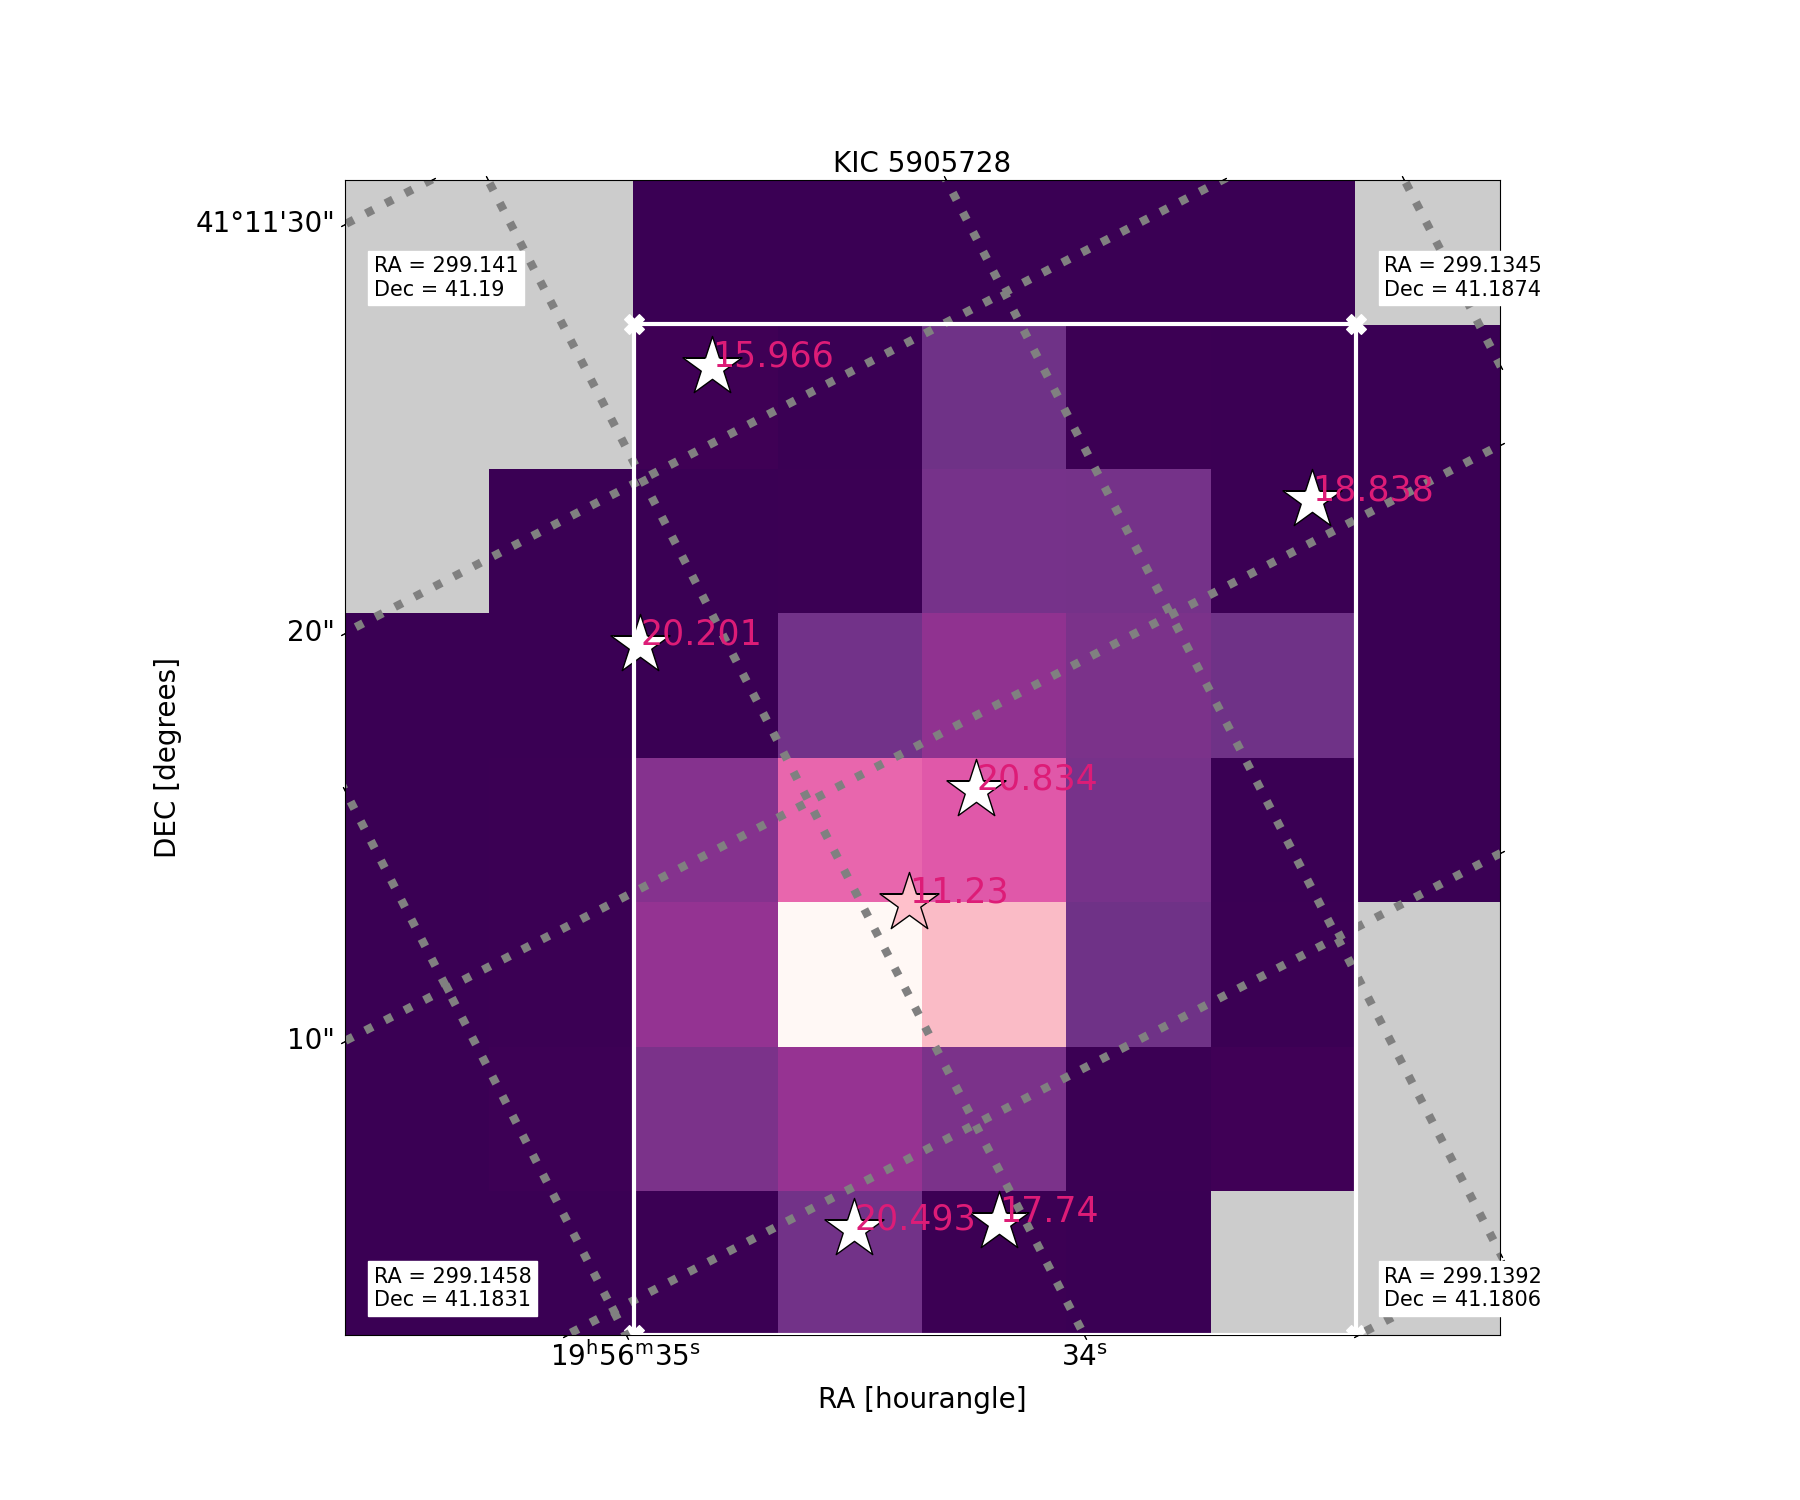 KIC 5905728
41°11'30"
RA = 299.141
Dec = 41.19
RA = 299.1345
Dec = 41.1874
15.966
18.838
20"
20.201
DEC [degrees]
20.834
11.23
10"
20.493
17.74
RA = 299.1458
Dec = 41.1831
RA = 299.1392
Dec = 41.1806
19h56m35s
34s
RA [hourangle]